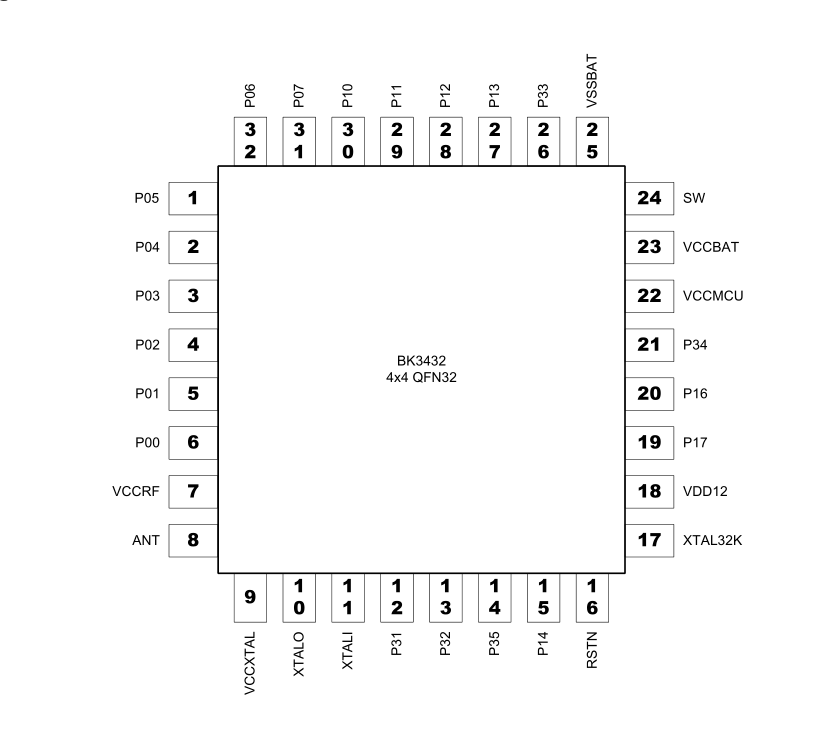 P06 P07 P10 P11 P12 P13 P33 VSSBAT
32 31 30 29 28 27 26 25
P05 1 24 SW
P04 2 23 VCCBAT
P03 3 22 VCCMCU
P02 4 21 P34
BK3432
4x4 QFN32
P01 5 20 P16
P00 6 19 P17
VCCRF 7 18 VDD12
ANT 8 17 XTAL32K
9 10 11 12 13 14 15 16
VCCXTAL XTALO XTALI P31 P32 P35 P14 RSTN